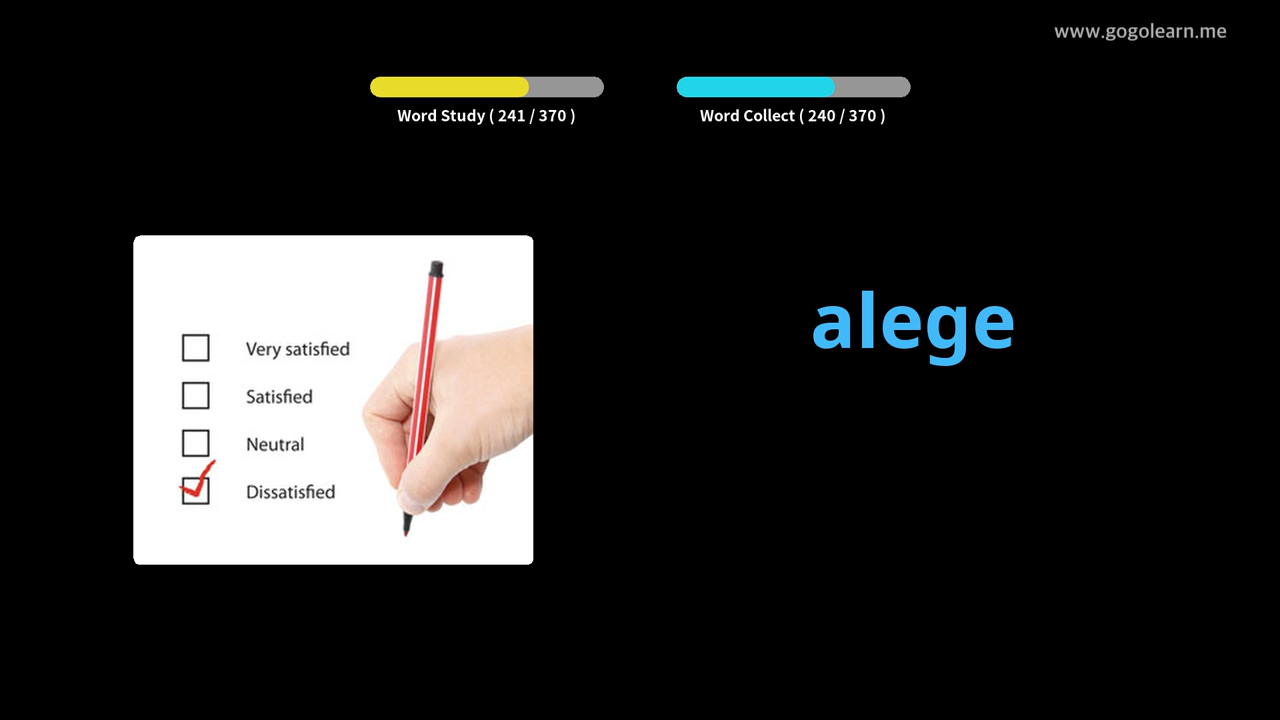 www.gogolearn.me
Word Study ( 241 / 370 )
Word Collect ( 240 / 370 )
Very satisfied
Satisfied
Neutral
Dissatisfied
alege